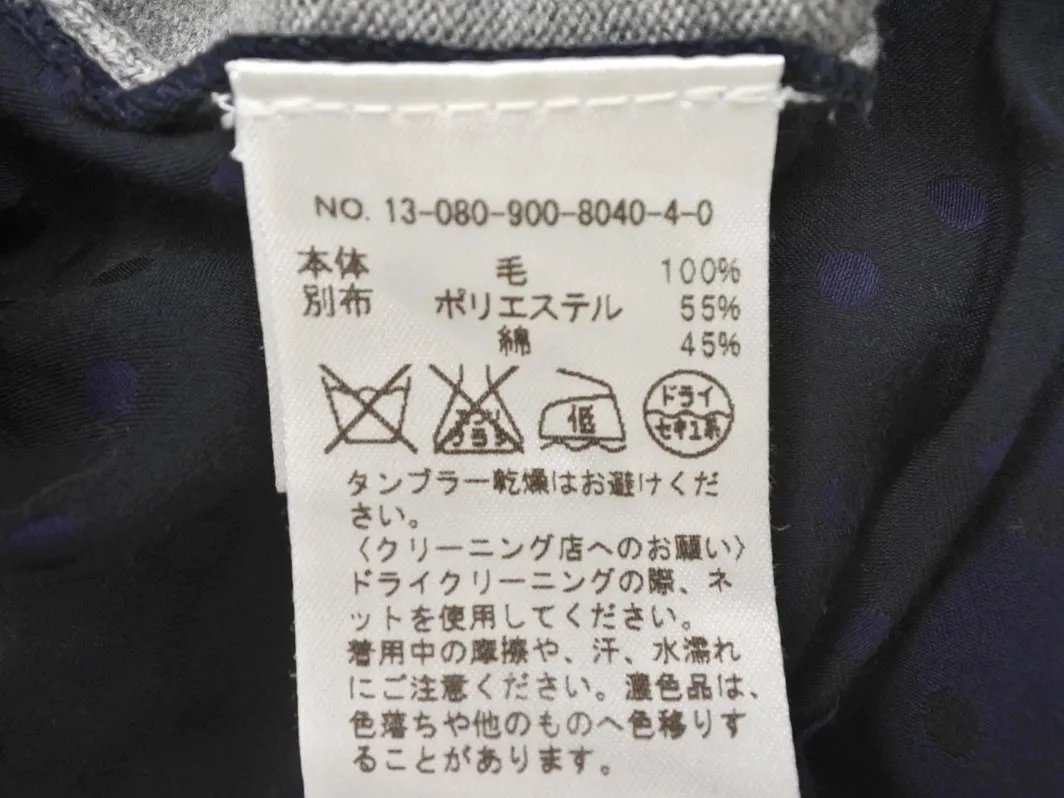 NO. 13-080-900-8040-4-0
本体 毛 100%
別布 ポリエステル 55%
綿 45%
エンソ サラシ 低 ドライ セキユ系
タンブラー乾燥はお避けくだ
さい。
〈クリーニング店へのお願い〉
ドライクリーニングの際、ネ
ットを使用してください。
着用中の摩擦や、汗、水濡れ
にご注意ください。濃色品は、
色落ちや他のものへ色移りす
ることがあります。